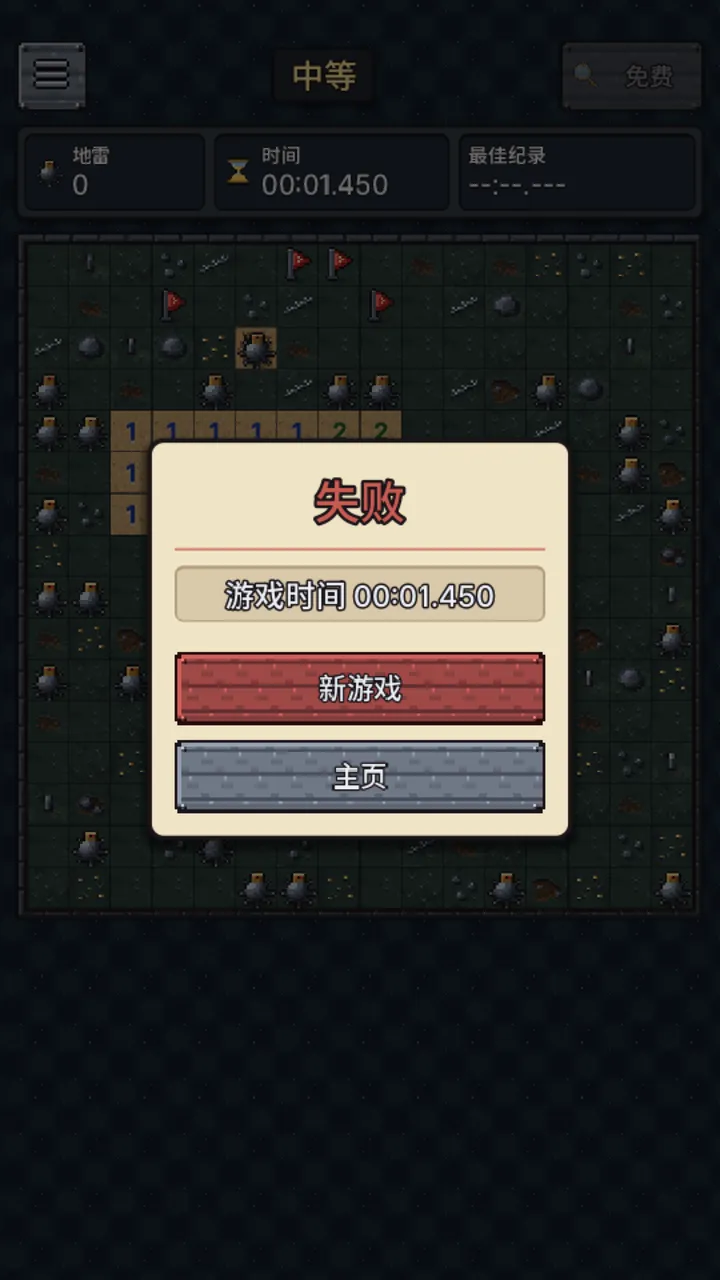 中等
免费
地雷
0
时间
00:01.450
最佳纪录
--:--.---
1 1 1 1 1 2 2
1
1
失败
游戏时间 00:01.450
新游戏
主页